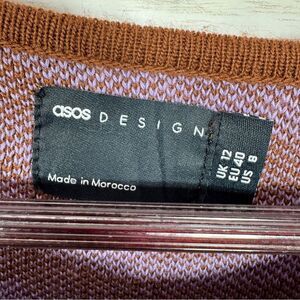 asos DESIGN
Made in Morocco
UK 12
EU 40
US 8